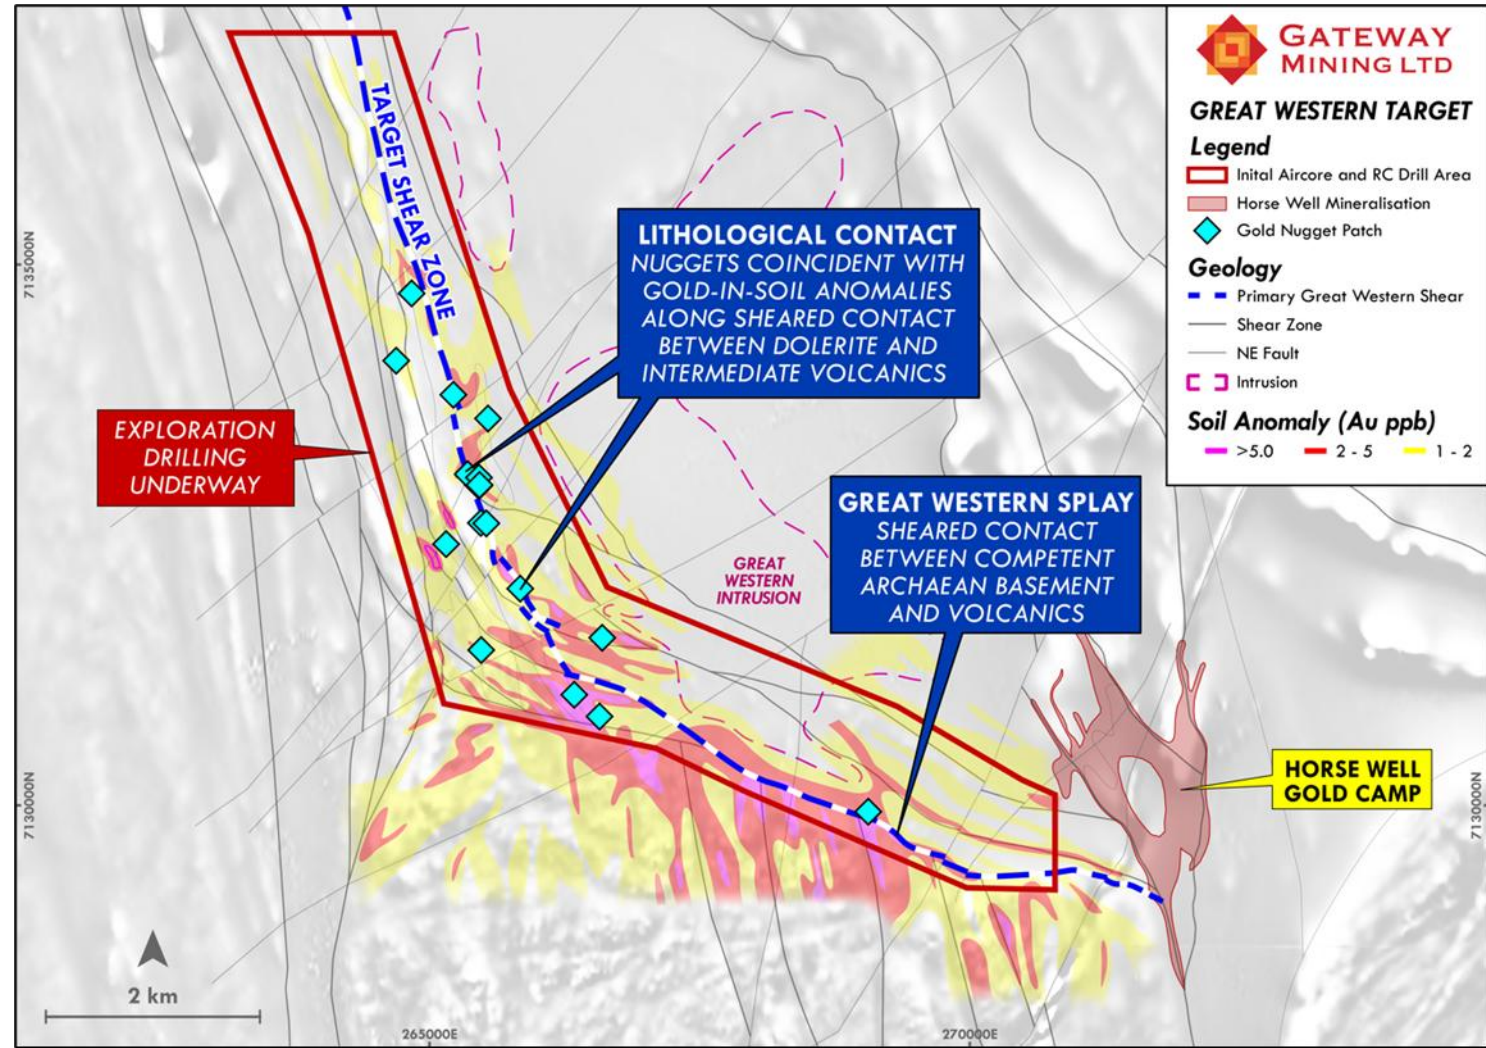 GATEWAY
MINING LTD
GREAT WESTERN TARGET
Legend
Inital Aircore and RC Drill Area
Horse Well Mineralisation
Gold Nugget Patch
Geology
Primary Great Western Shear
Shear Zone
NE Fault
Intrusion
Soil Anomaly (Au ppb)
>5.0
2 - 5
1 - 2
TARGET SHEAR ZONE
LITHOLOGICAL CONTACT
NUGGETS COINCIDENT WITH
GOLD-IN-SOIL ANOMALIES
ALONG SHEARED CONTACT
BETWEEN DOLERITE AND
INTERMEDIATE VOLCANICS
EXPLORATION
DRILLING
UNDERWAY
GREAT WESTERN SPLAY
SHEARED CONTACT
BETWEEN COMPETENT
ARCHAEAN BASEMENT
AND VOLCANICS
GREAT
WESTERN
INTRUSION
HORSE WELL
GOLD CAMP
7135000N
7130000N
7130000N
2 km
265000E
270000E